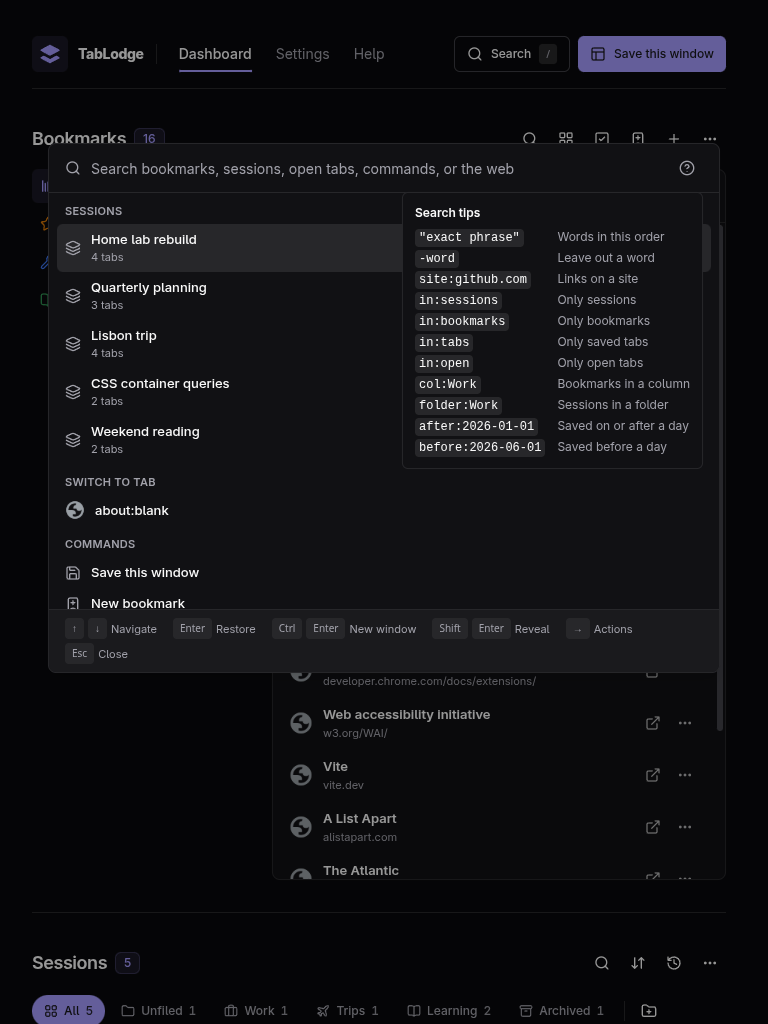 TabLodge
Dashboard
Settings
Help
Search /
Save this window
Bookmarks 16
Search bookmarks, sessions, open tabs, commands, or the web
SESSIONS
Home lab rebuild
4 tabs
Quarterly planning
3 tabs
Lisbon trip
4 tabs
CSS container queries
2 tabs
Weekend reading
2 tabs
SWITCH TO TAB
about:blank
COMMANDS
Save this window
New bookmark
Search tips
"exact phrase" Words in this order
-word Leave out a word
site:github.com Links on a site
in:sessions Only sessions
in:bookmarks Only bookmarks
in:tabs Only saved tabs
in:open Only open tabs
col:Work Bookmarks in a column
folder:Work Sessions in a folder
after:2026-01-01 Saved on or after a day
before:2026-06-01 Saved before a day
↑ ↓ Navigate Enter Restore Ctrl Enter New window Shift Enter Reveal → Actions
Esc Close
developer.chrome.com/docs/extensions/
Web accessibility initiative
w3.org/WAI/
Vite
vite.dev
A List Apart
alistapart.com
The Atlantic
Sessions 5
All 5 Unfiled 1 Work 1 Trips 1 Learning 2 Archived 1